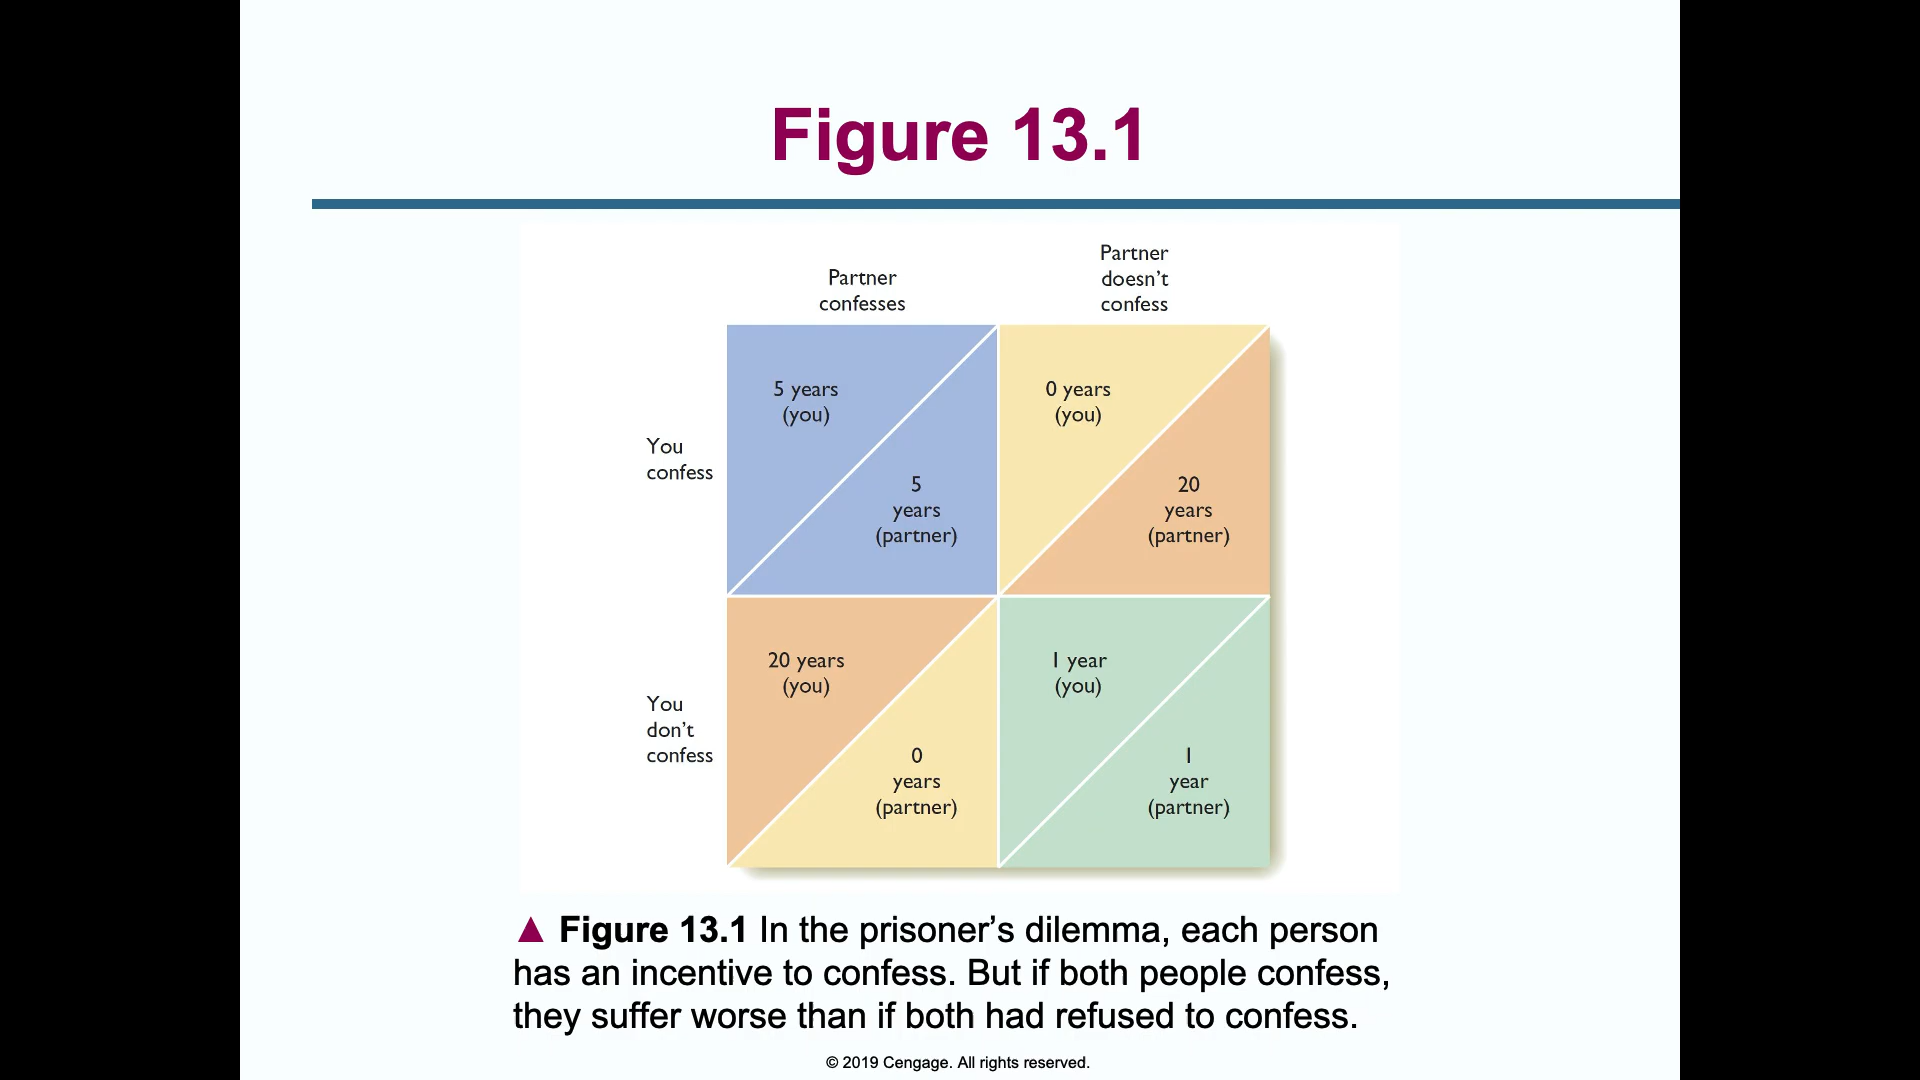 Figure 13.1
Partner
confesses
Partner
doesn’t
confess
You
confess
5 years
(you)
5
years
(partner)
0 years
(you)
20
years
(partner)
You
don’t
confess
20 years
(you)
0
years
(partner)
1 year
(you)
1
year
(partner)
▲ Figure 13.1 In the prisoner’s dilemma, each person
has an incentive to confess. But if both people confess,
they suffer worse than if both had refused to confess.
© 2019 Cengage. All rights reserved.